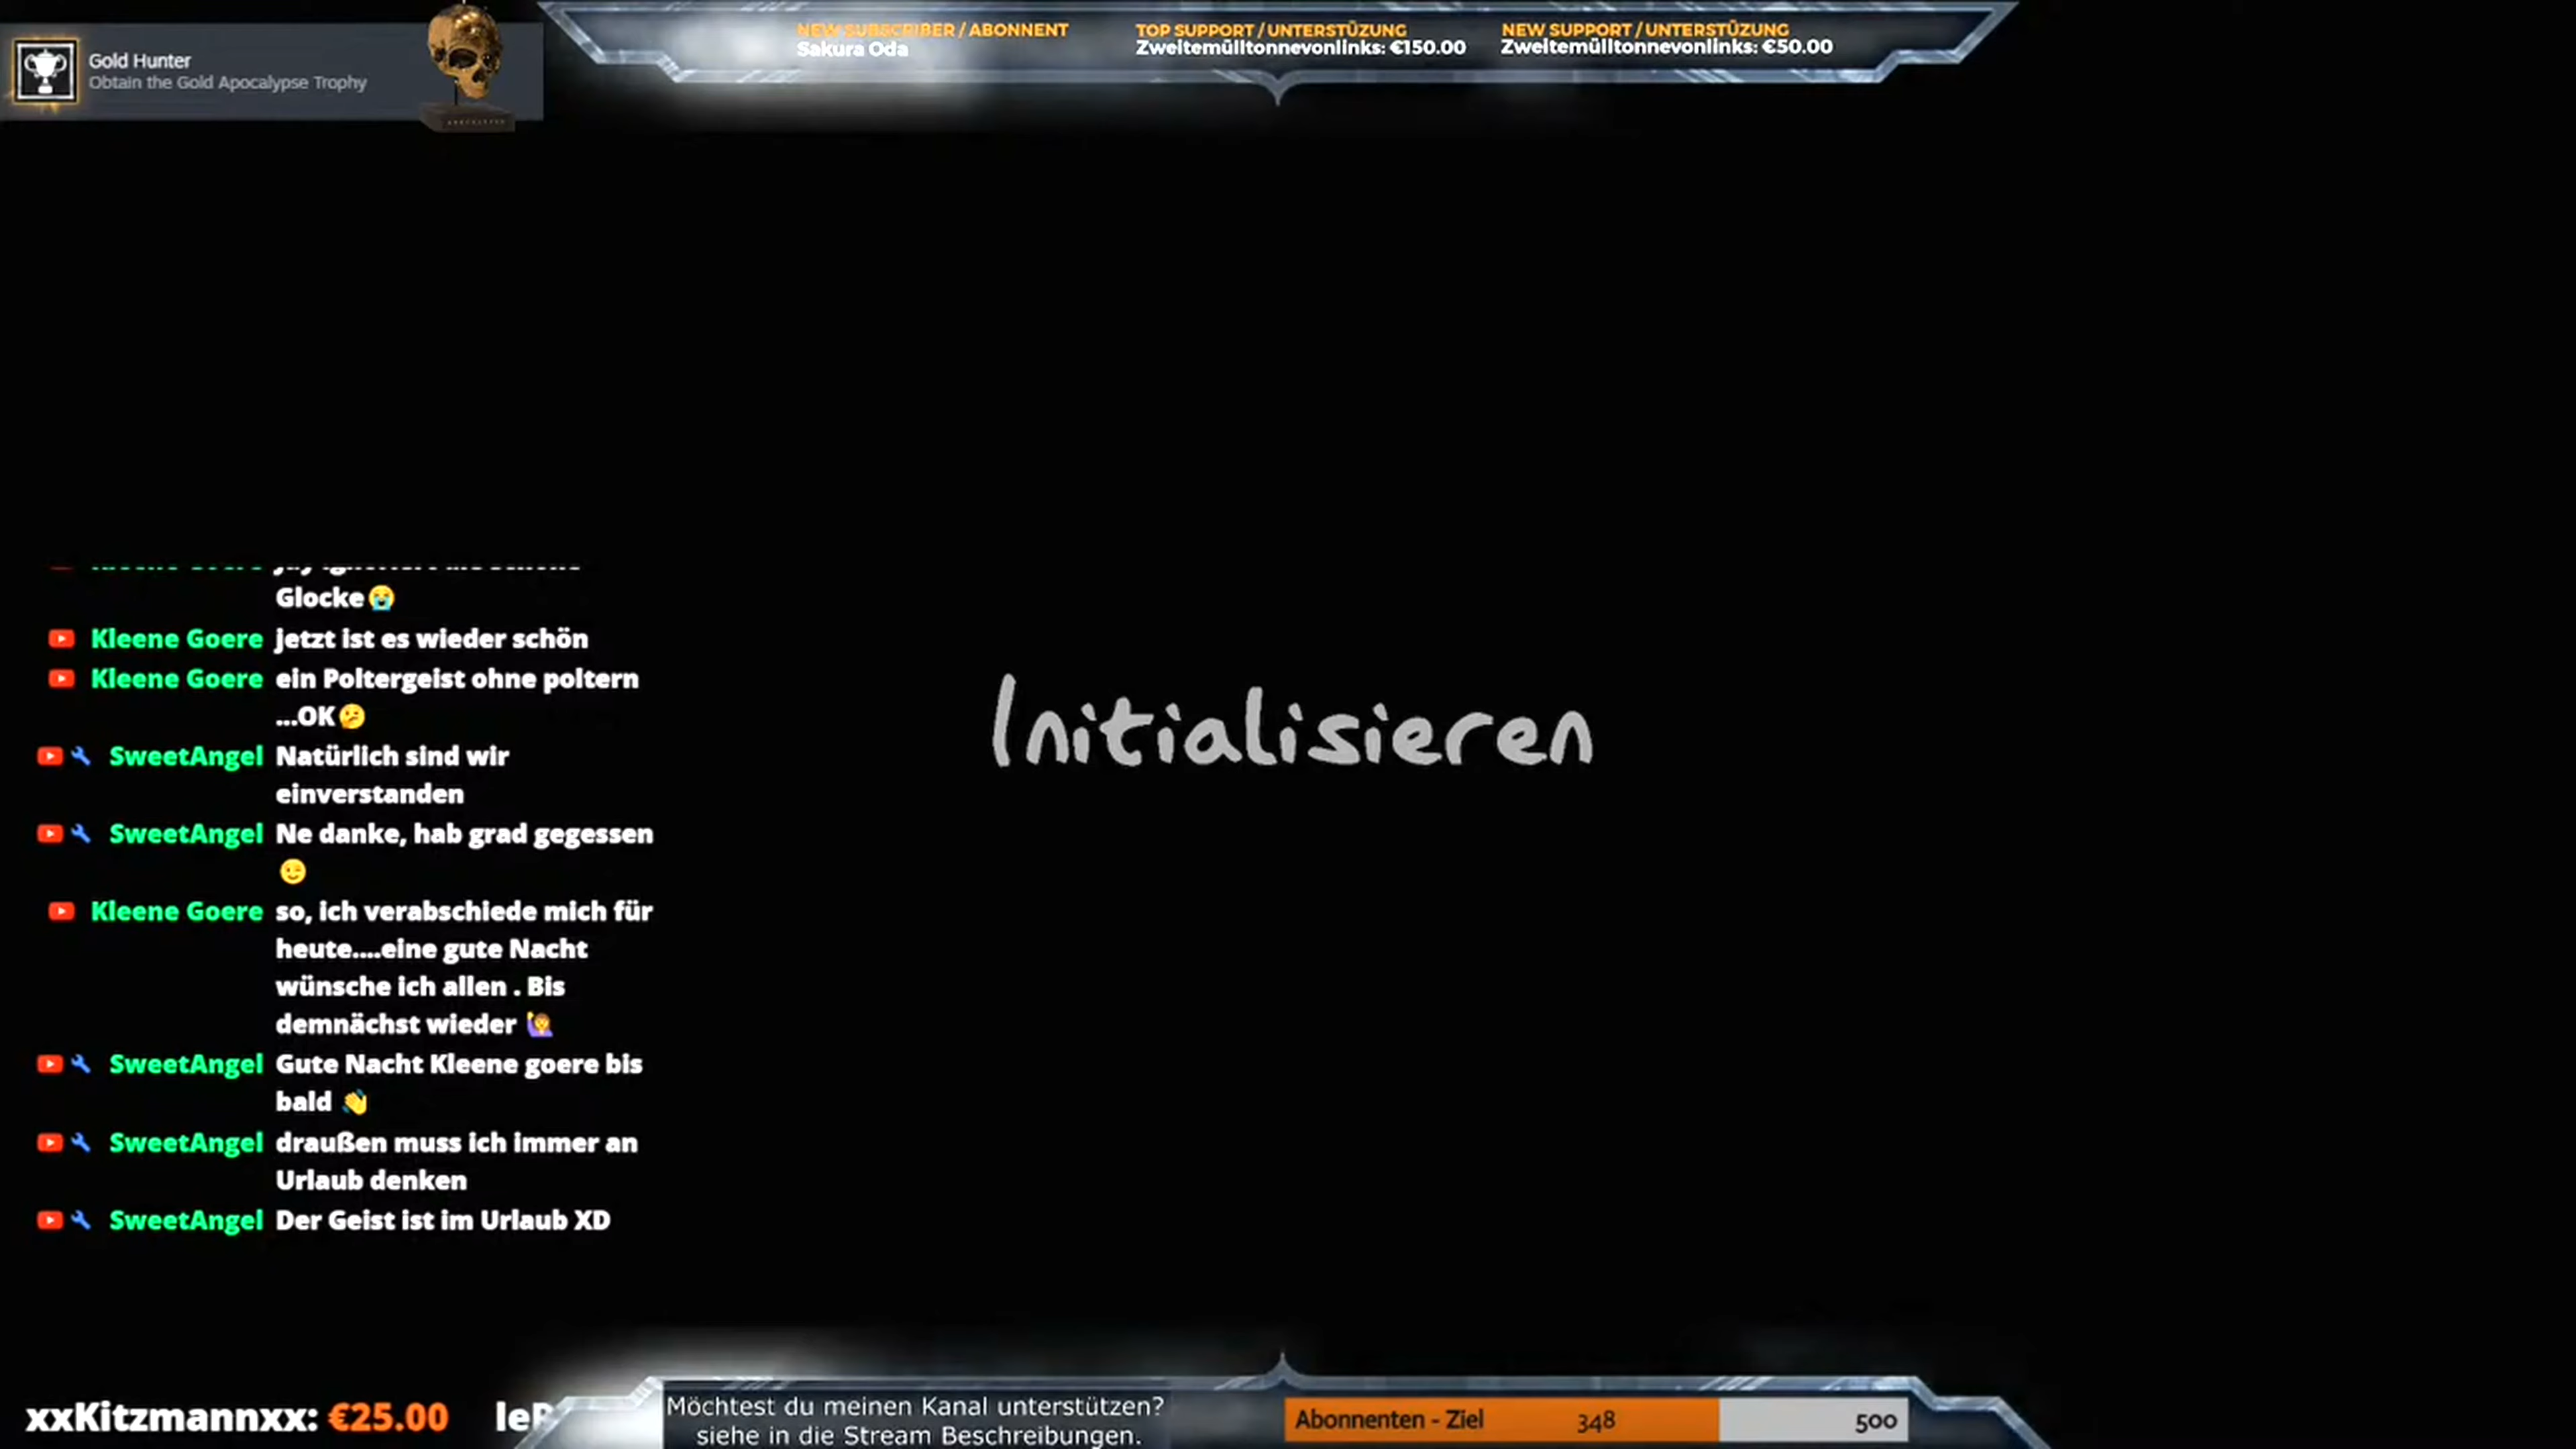 Gold Hunter
Obtain the Gold Apocalypse Trophy
NEW SUBSCRIBER / ABONNENT
Sakura Oda
TOP SUPPORT / UNTERSTÜZUNG
Zweitemülltonnevonlinks: €150.00
NEW SUPPORT / UNTERSTÜZUNG
Zweitemülltonnevonlinks: €50.00
Glocke😭
Kleene Goere jetzt ist es wieder schön
Kleene Goere ein Poltergeist ohne poltern
...OK🤔
SweetAngel Natürlich sind wir
einverstanden
SweetAngel Ne danke, hab grad gegessen
😉
Kleene Goere so, ich verabschiede mich für
heute....eine gute Nacht
wünsche ich allen . Bis
demnächst wieder 🙋‍♀️
SweetAngel Gute Nacht Kleene goere bis
bald 👋
SweetAngel draußen muss ich immer an
Urlaub denken
SweetAngel Der Geist ist im Urlaub XD
Initialisieren
xxKitzmannxx: €25.00
Möchtest du meinen Kanal unterstützen?
siehe in die Stream Beschreibungen.
Abonnenten - Ziel 348 500